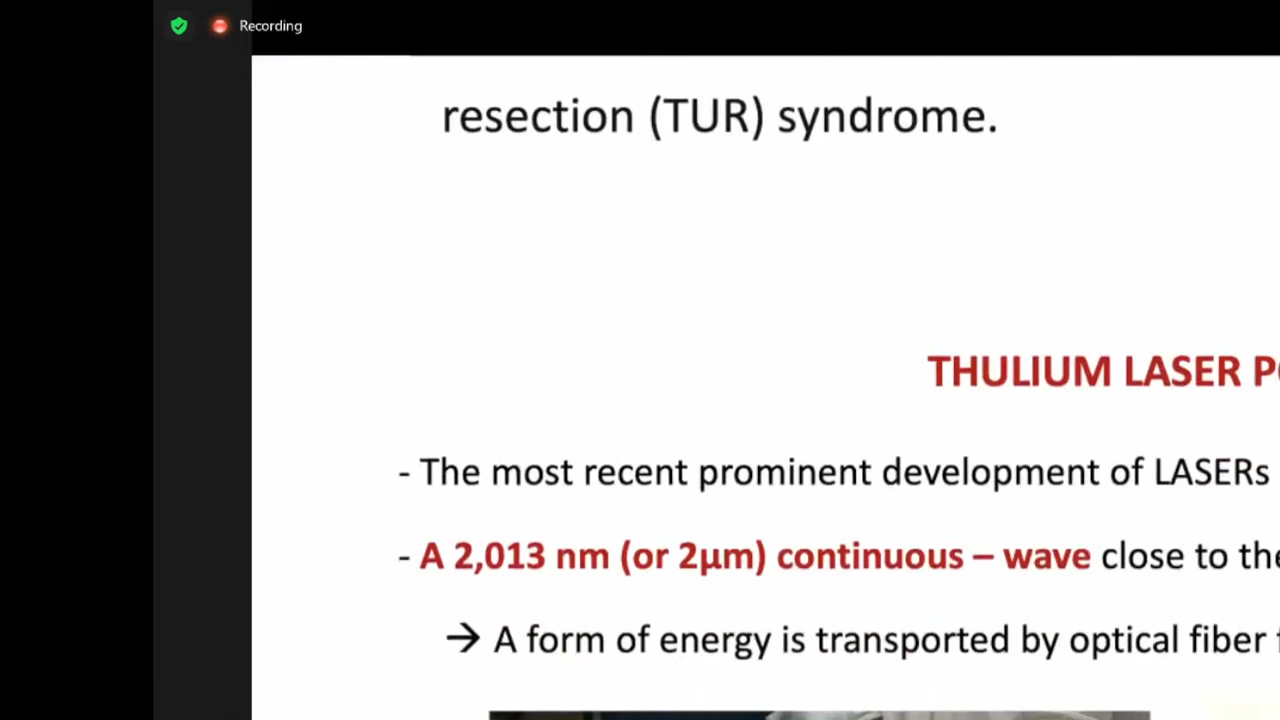 Recording
resection (TUR) syndrome.
THULIUM LASER
- The most recent prominent development of LASERs
- A 2,013 nm (or 2µm) continuous – wave close to the
→ A form of energy is transported by optical fiber